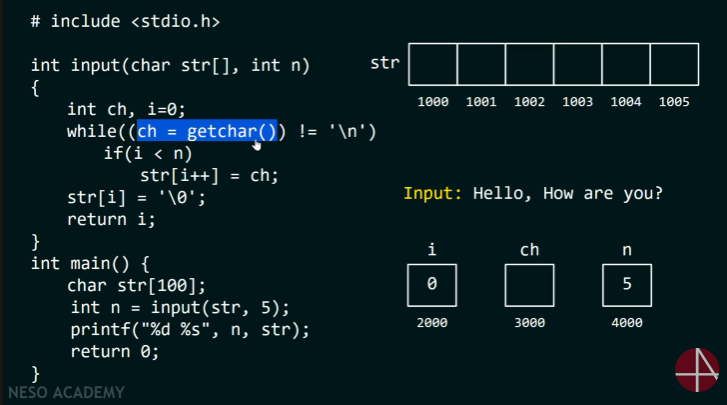 # include <stdio.h>
int input(char str[], int n)
{
int ch, i=0;
while((ch = getchar()) != '\n')
if(i < n)
str[i++] = ch;
str[i] = '\0';
return i;
}
int main() {
char str[100];
int n = input(str, 5);
printf("%d %s", n, str);
return 0;
}
str
1000 1001 1002 1003 1004 1005
Input: Hello, How are you?
i ch n
0 5
2000 3000 4000
NESO ACADEMY